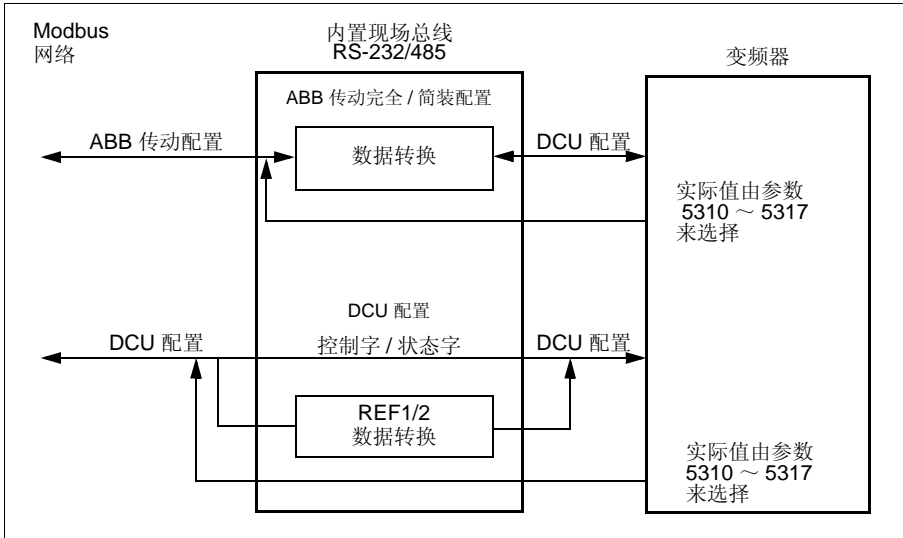 Modbus
网络
内置现场总线
RS-232/485
变频器
ABB 传动完全 / 简装配置
ABB 传动配置
数据转换
DCU 配置
实际值由参数
5310 ～ 5317
来选择
DCU 配置
DCU 配置
控制字 / 状态字
DCU 配置
REF1/2
数据转换
实际值由参数
5310 ～ 5317
来选择